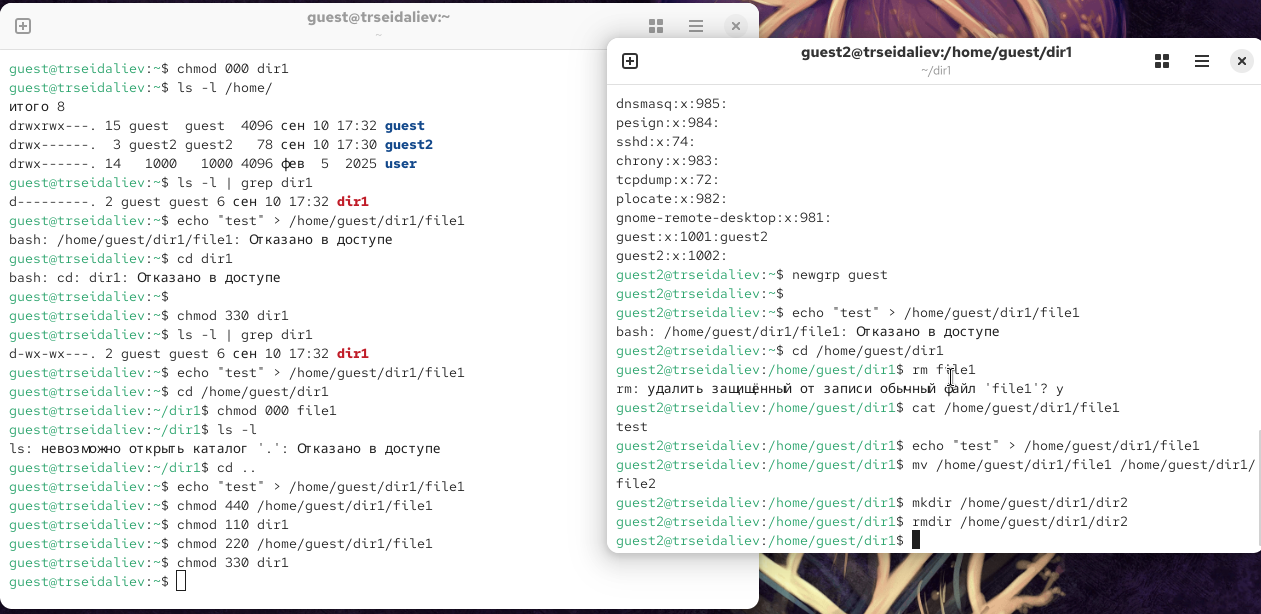 guest@trseidaliev:~
~
guest@trseidaliev:~$ chmod 000 dir1
guest@trseidaliev:~$ ls -l /home/
итого 8
drwxrwx---. 15 guest  guest  4096 сен 10 17:32 guest
drwx------.  3 guest2 guest2   78 сен 10 17:30 guest2
drwx------. 14   1000   1000 4096 фев  5  2025 user
guest@trseidaliev:~$ ls -l | grep dir1
d---------. 2 guest guest 6 сен 10 17:32 dir1
guest@trseidaliev:~$ echo "test" > /home/guest/dir1/file1
bash: /home/guest/dir1/file1: Отказано в доступе
guest@trseidaliev:~$ cd dir1
bash: cd: dir1: Отказано в доступе
guest@trseidaliev:~$
guest@trseidaliev:~$ chmod 330 dir1
guest@trseidaliev:~$ ls -l | grep dir1
d-wx-wx---. 2 guest guest 6 сен 10 17:32 dir1
guest@trseidaliev:~$ echo "test" > /home/guest/dir1/file1
guest@trseidaliev:~$ cd /home/guest/dir1
guest@trseidaliev:~/dir1$ chmod 000 file1
guest@trseidaliev:~/dir1$ ls -l
ls: невозможно открыть каталог '.': Отказано в доступе
guest@trseidaliev:~/dir1$ cd ..
guest@trseidaliev:~$ echo "test" > /home/guest/dir1/file1
guest@trseidaliev:~$ chmod 440 /home/guest/dir1/file1
guest@trseidaliev:~$ chmod 110 dir1
guest@trseidaliev:~$ chmod 220 /home/guest/dir1/file1
guest@trseidaliev:~$ chmod 330 dir1
guest@trseidaliev:~$
guest2@trseidaliev:/home/guest/dir1
~/dir1
dnsmasq:x:985:
pesign:x:984:
sshd:x:74:
chrony:x:983:
tcpdump:x:72:
plocate:x:982:
gnome-remote-desktop:x:981:
guest:x:1001:guest2
guest2:x:1002:
guest2@trseidaliev:~$ newgrp guest
guest2@trseidaliev:~$
guest2@trseidaliev:~$ echo "test" > /home/guest/dir1/file1
bash: /home/guest/dir1/file1: Отказано в доступе
guest2@trseidaliev:~$ cd /home/guest/dir1
guest2@trseidaliev:/home/guest/dir1$ rm file1
rm: удалить защищённый от записи обычный файл 'file1'? y
guest2@trseidaliev:/home/guest/dir1$ cat /home/guest/dir1/file1
test
guest2@trseidaliev:/home/guest/dir1$ echo "test" > /home/guest/dir1/file1
guest2@trseidaliev:/home/guest/dir1$ mv /home/guest/dir1/file1 /home/guest/dir1/
file2
guest2@trseidaliev:/home/guest/dir1$ mkdir /home/guest/dir1/dir2
guest2@trseidaliev:/home/guest/dir1$ rmdir /home/guest/dir1/dir2
guest2@trseidaliev:/home/guest/dir1$